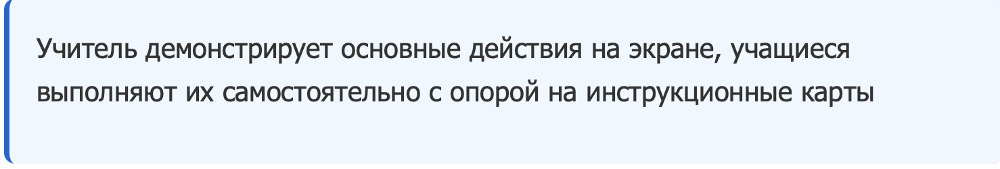 Учитель демонстрирует основные действия на экране, учащиеся
выполняют их самостоятельно с опорой на инструкционные карты